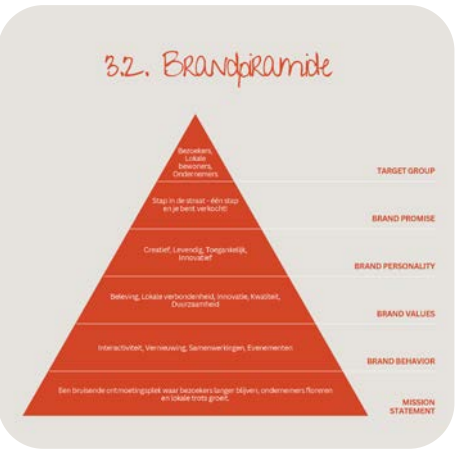 3.2. Brandpiramide
Bezoekers,
Lokale
bewoners,
Ondernemers
TARGET GROUP
Stap in de straat - één stap
en je bent verkocht!
BRAND PROMISE
Creatief, Levendig, Toegankelijk,
Innovatief
BRAND PERSONALITY
Beleving, Lokale verbondenheid, Innovatie, Kwaliteit,
Duurzaamheid
BRAND VALUES
Interactiviteit, Vernieuwing, Samenwerkingen, Evenementen
BRAND BEHAVIOR
Een bruisende ontmoetingsplek waar bezoekers langer blijven, ondernemers floreren
en lokale trots groeit.
MISSION
STATEMENT